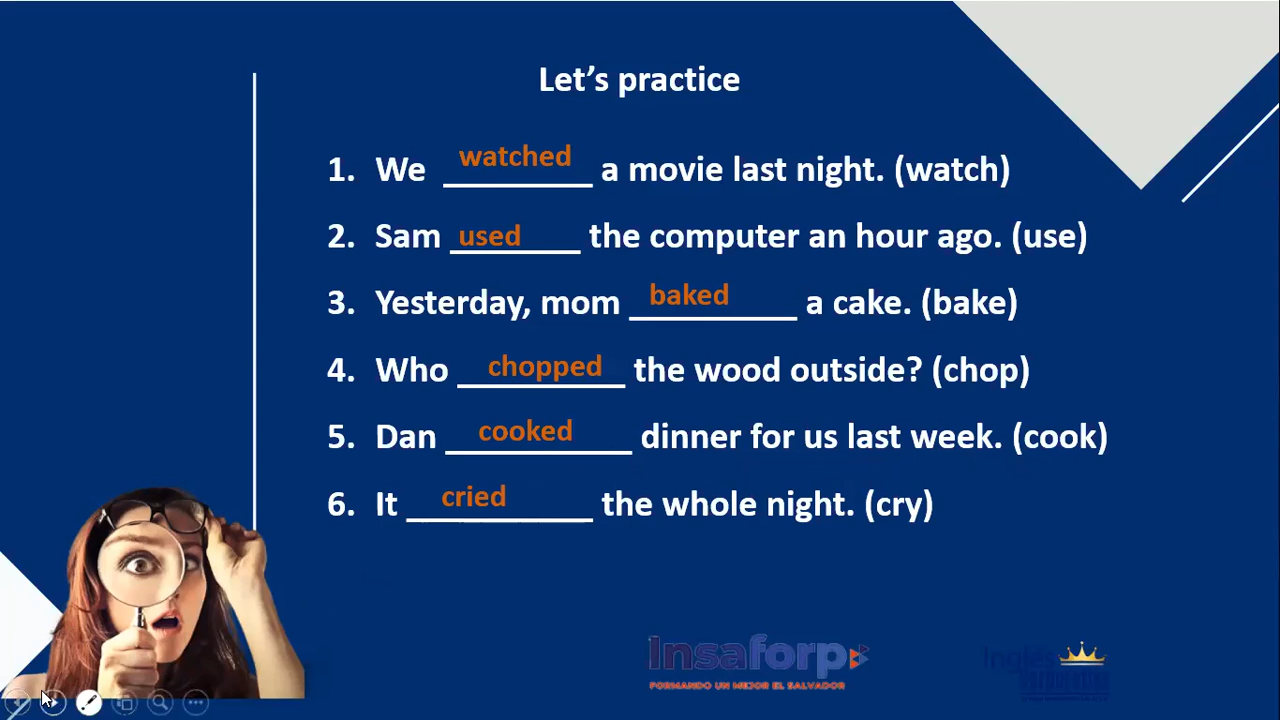 Let's practice
1. We watched a movie last night. (watch)
2. Sam used the computer an hour ago. (use)
3. Yesterday, mom baked a cake. (bake)
4. Who chopped the wood outside? (chop)
5. Dan cooked dinner for us last week. (cook)
6. It cried the whole night. (cry)
Insaforp
FORMANDO UN MEJOR EL SALVADOR
Inglés